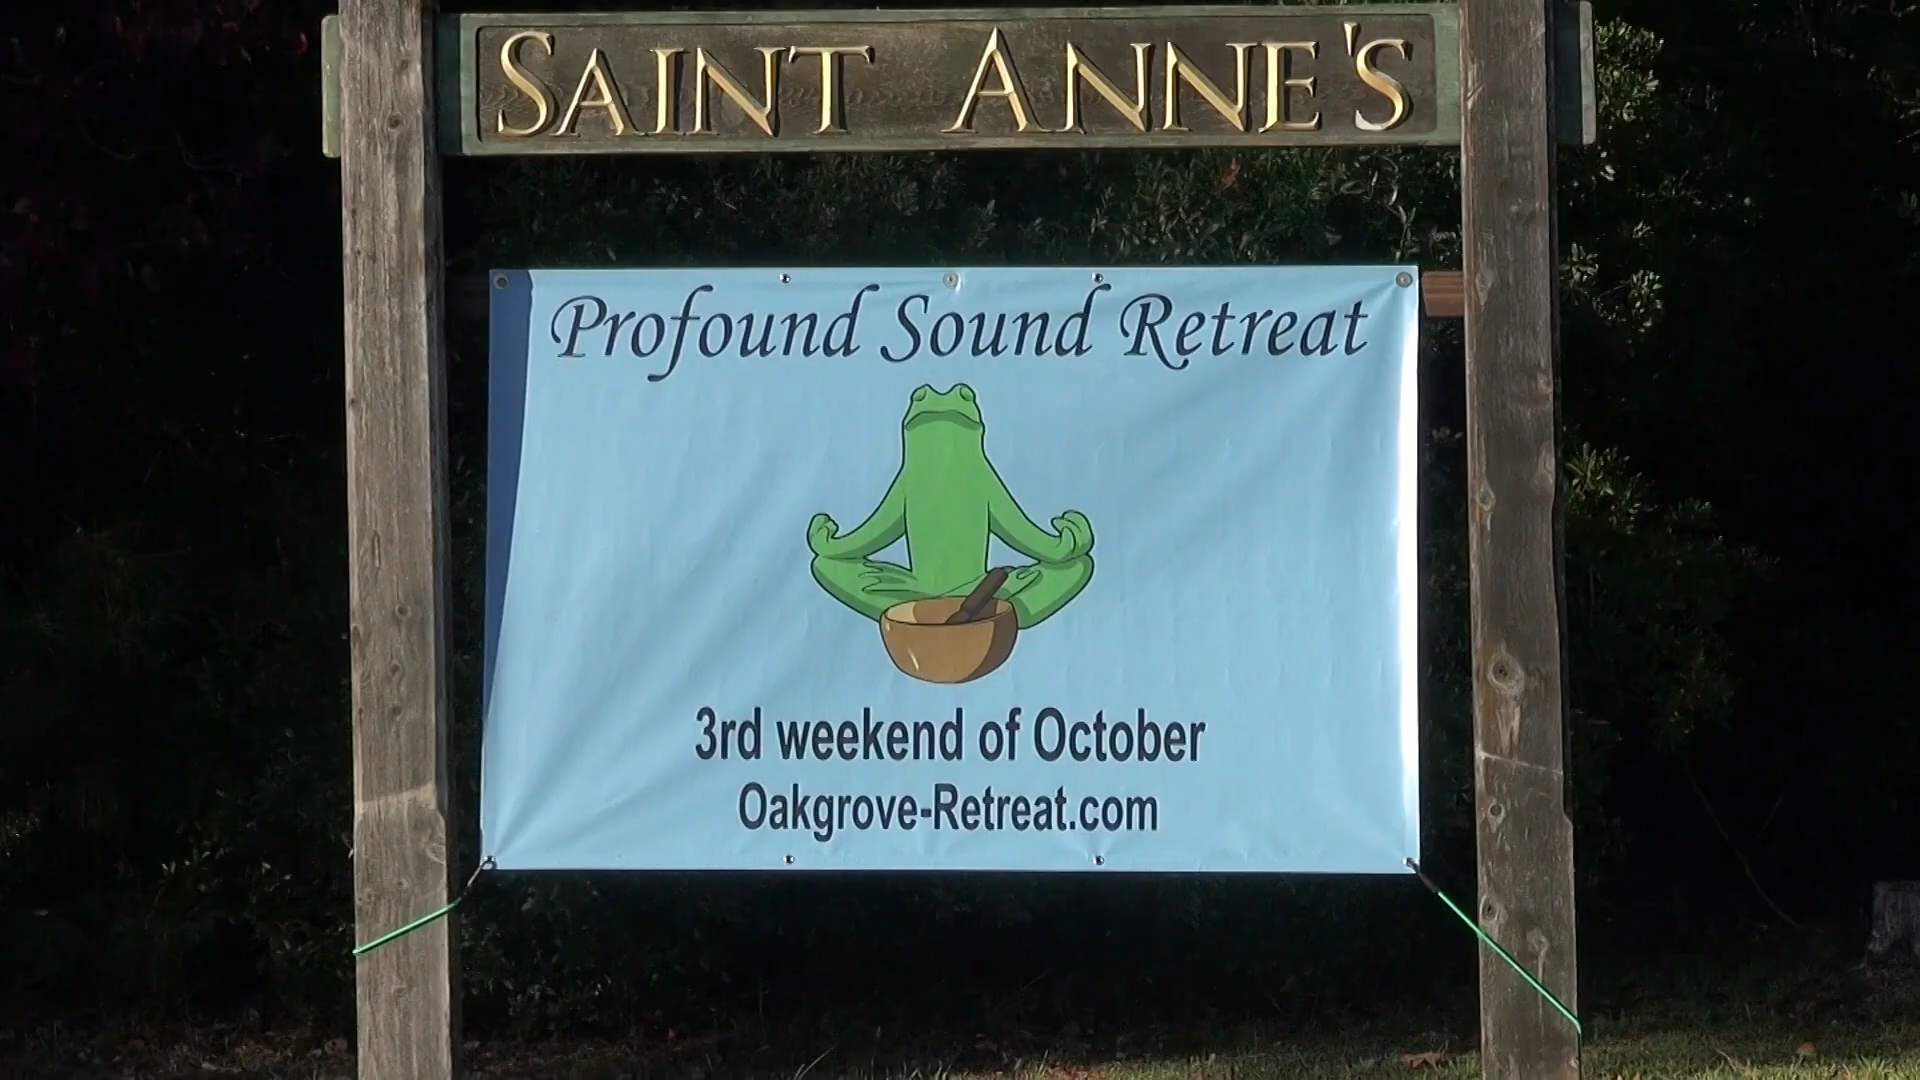 SAINT ANNE'S
Profound Sound Retreat
3rd weekend of October
Oakgrove-Retreat.com